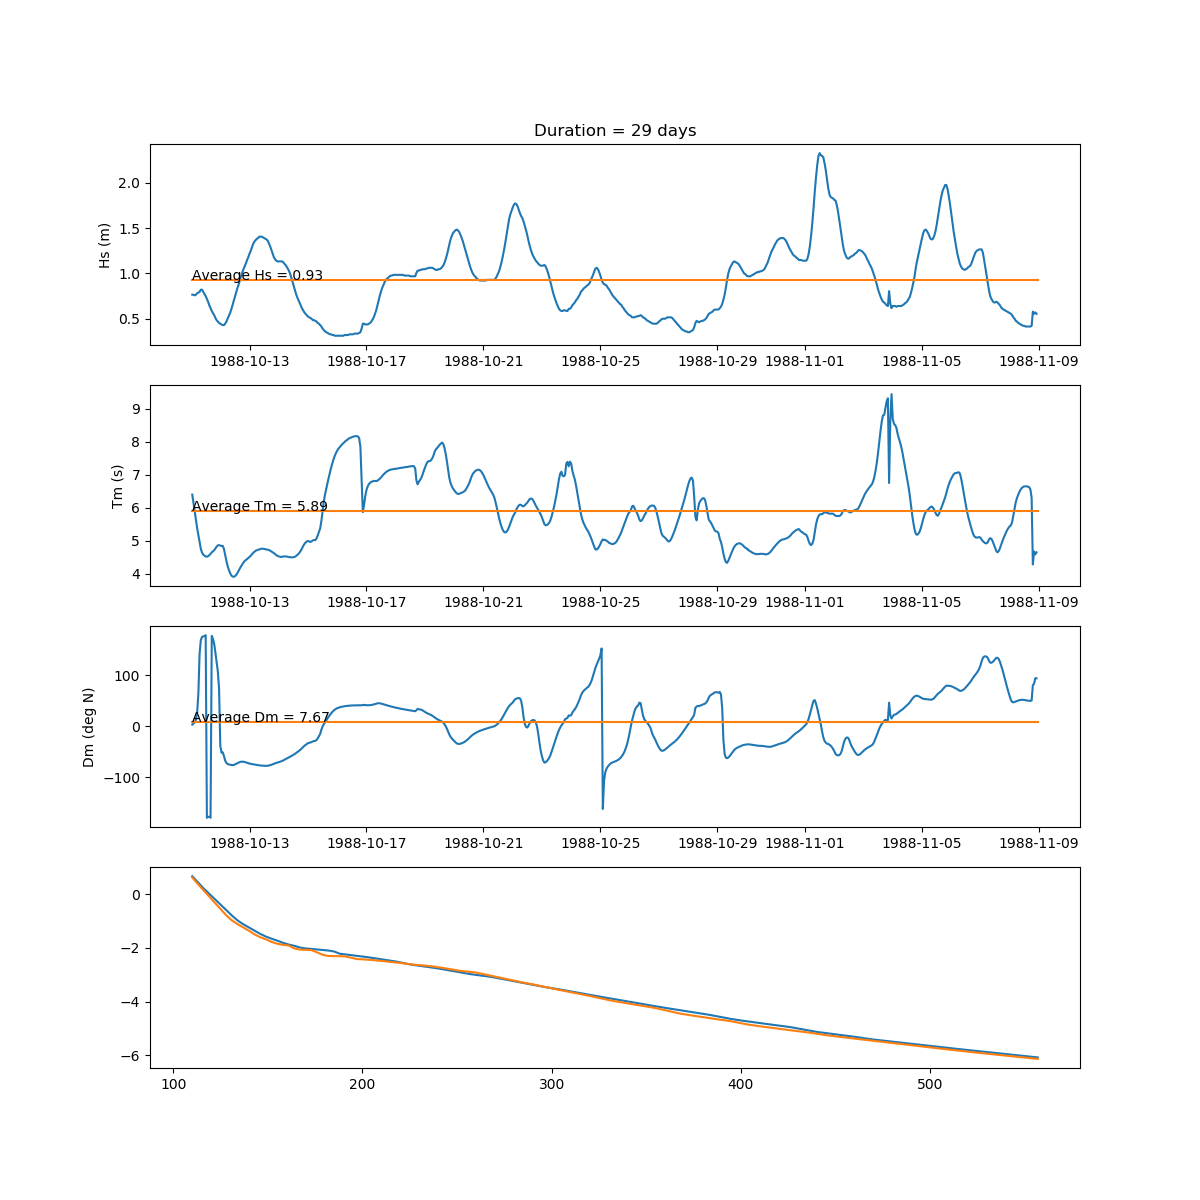 Duration = 29 days
Hs (m)
2.0
1.5
1.0
0.5
Average Hs = 0.93
1988-10-13 1988-10-17 1988-10-21 1988-10-25 1988-10-29 1988-11-01 1988-11-05 1988-11-09
Tm (s)
9
8
7
6
5
4
Average Tm = 5.89
1988-10-13 1988-10-17 1988-10-21 1988-10-25 1988-10-29 1988-11-01 1988-11-05 1988-11-09
Dm (deg N)
100
0
−100
Average Dm = 7.67
1988-10-13 1988-10-17 1988-10-21 1988-10-25 1988-10-29 1988-11-01 1988-11-05 1988-11-09
0
−2
−4
−6
100 200 300 400 500